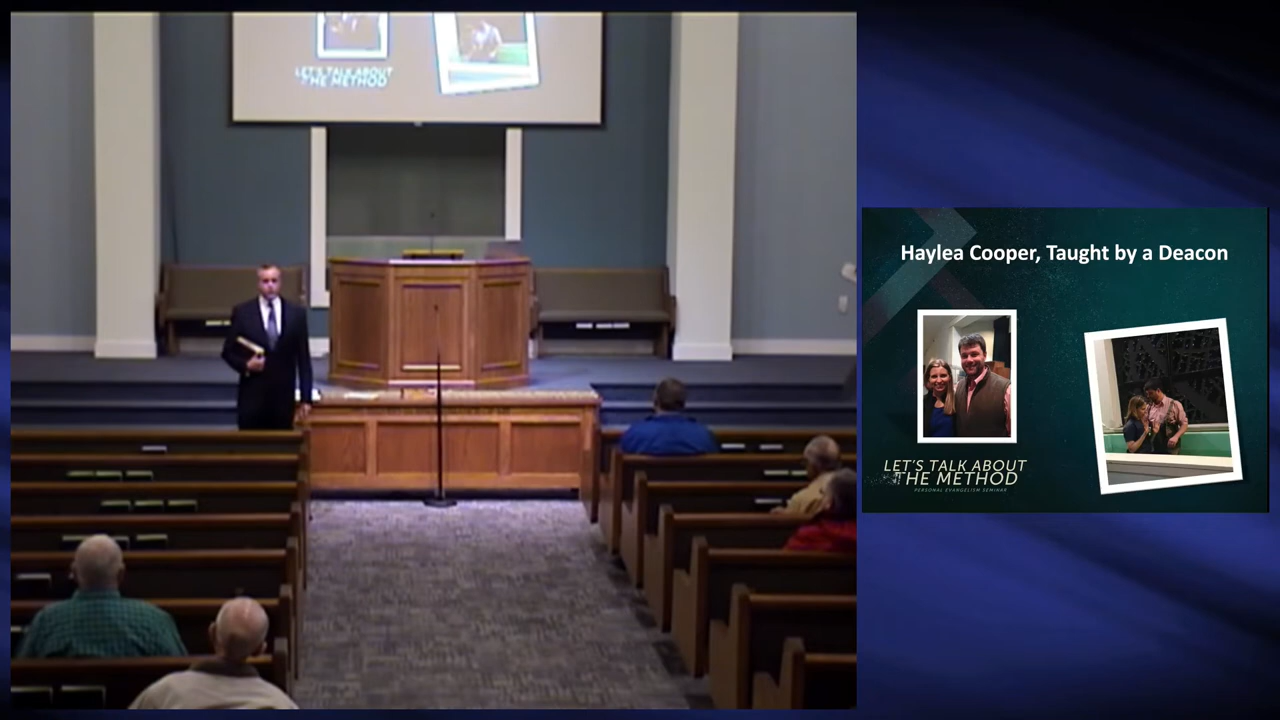 LET'S TALK ABOUT
THE METHOD
Haylea Cooper, Taught by a Deacon
LET'S TALK ABOUT
THE METHOD
PERSONAL EVANGELISM SEMINAR